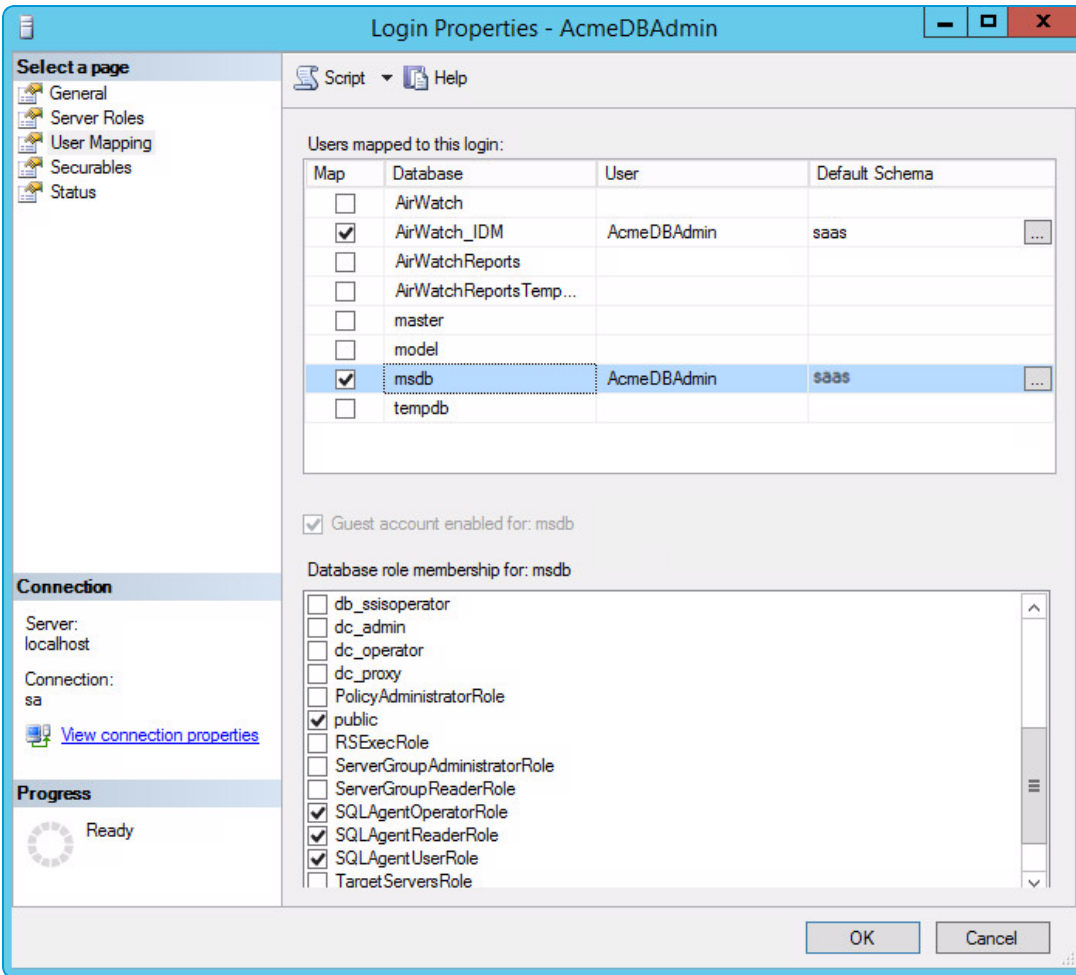 Login Properties - AcmeDBAdmin
Select a page
General
Server Roles
User Mapping
Securables
Status
Script Help
Users mapped to this login:
Map Database User Default Schema
AirWatch
AirWatch_IDM AcmeDBAdmin saas ...
AirWatchReports
AirWatchReportsTemp...
master
model
msdb AcmeDBAdmin saas ...
tempdb
Guest account enabled for: msdb
Database role membership for: msdb
db_ssisoperator
dc_admin
dc_operator
dc_proxy
PolicyAdministratorRole
public
RSExecRole
ServerGroupAdministratorRole
ServerGroupReaderRole
SQLAgentOperatorRole
SQLAgentReaderRole
SQLAgentUserRole
TargetServersRole
Connection
Server:
localhost
Connection:
sa
View connection properties
Progress
Ready
OK Cancel